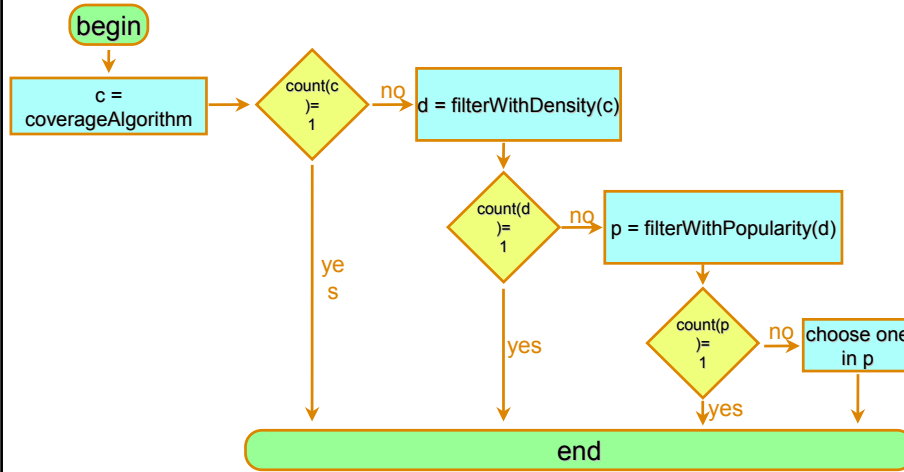 begin
c =
coverageAlgorithm
count(c
)=
1
no
d = filterWithDensity(c)
count(d
)=
1
no
p = filterWithPopularity(d)
ye
s
count(p
)=
1
no
choose one
in p
yes
yes
end